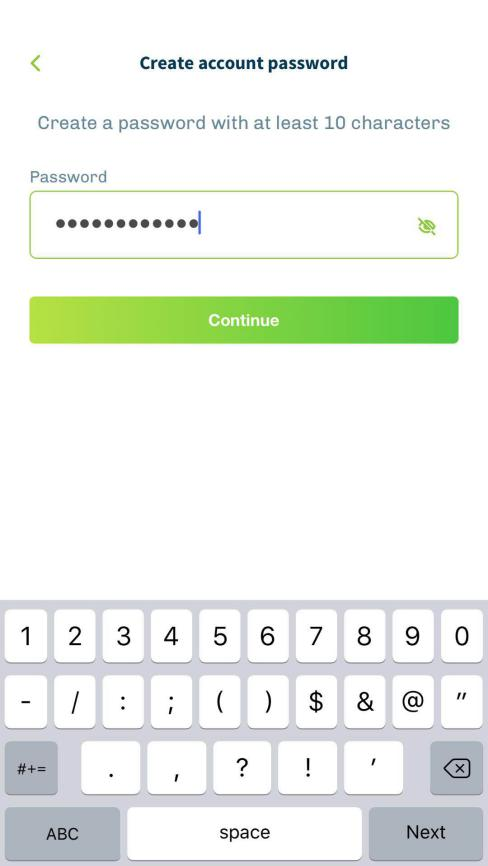 Create account password
Create a password with at least 10 characters
Password
••••••••••••
Continue
1 2 3 4 5 6 7 8 9 0
- / : ; ( ) $ & @ "
#+= . , ? ! '
ABC space Next